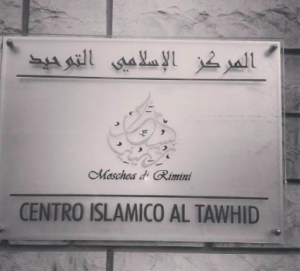 المركز الإسلامي التوحيد
Moschea di Rimini
CENTRO ISLAMICO AL TAWHID